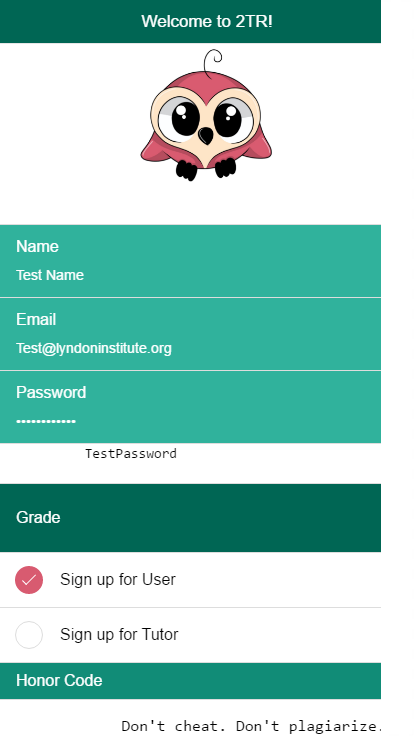 Welcome to 2TR!
Name
Test Name
Email
Test@lyndoninstitute.org
Password
••••••••••••
TestPassword
Grade
Sign up for User
Sign up for Tutor
Honor Code
Don't cheat. Don't plagiarize.